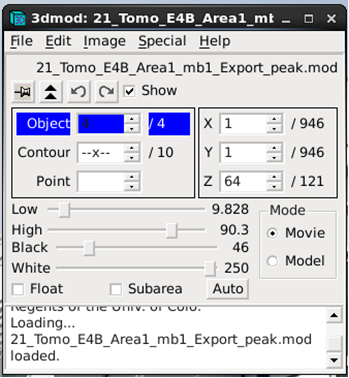 3dmod: 21_Tomo_E4B_Area1_mb
File Edit Image Special Help
21_Tomo_E4B_Area1_mb1_Export_peak.mod
Show
Object / 4
X 1 / 946
Contour --x-- / 10
Y 1 / 946
Point
Z 64 / 121
Low 9.828
High 90.3
Black 46
White 250
Mode
Movie
Model
Float Subarea Auto
Regents of the Univ. of Colo.
Loading...
21_Tomo_E4B_Area1_mb1_Export_peak.mod
loaded.